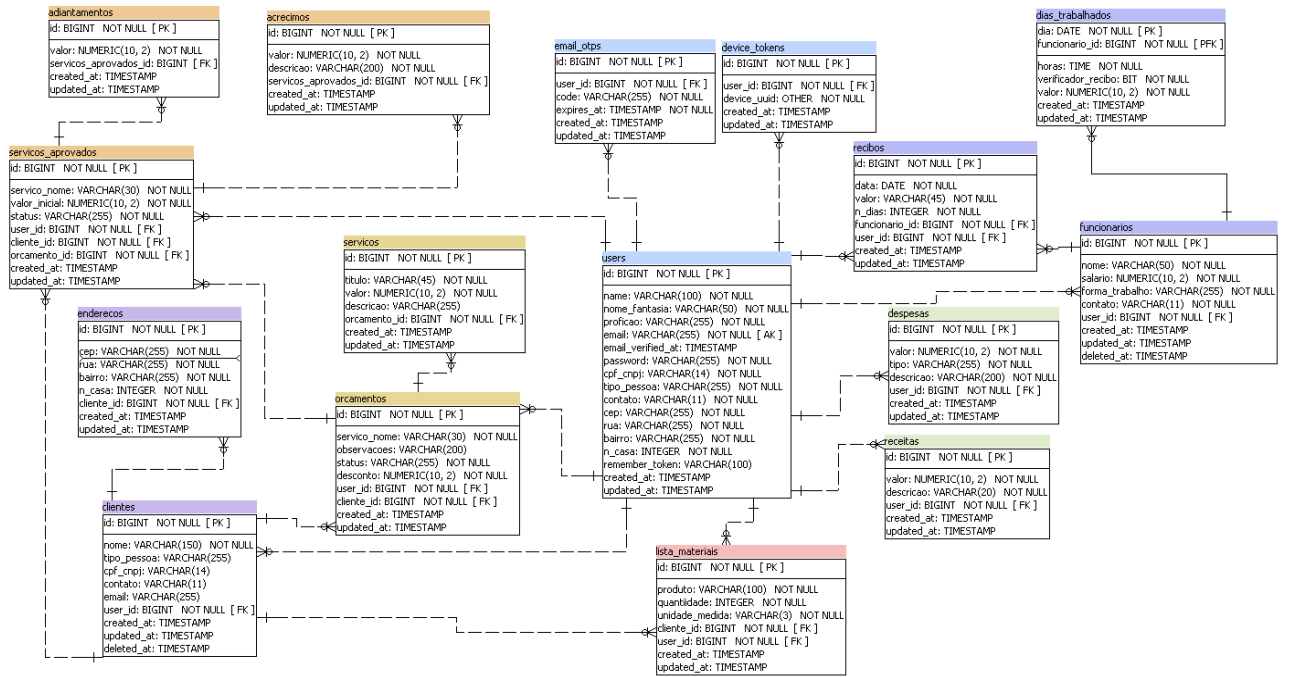 adiantamentos
id: BIGINT NOT NULL [ PK ]
valor: NUMERIC(10, 2) NOT NULL
servicos_aprovados_id: BIGINT [ FK ]
created_at: TIMESTAMP
updated_at: TIMESTAMP
acrecimos
id: BIGINT NOT NULL [ PK ]
valor: NUMERIC(10, 2) NOT NULL
descricao: VARCHAR(200) NOT NULL
servicos_aprovados_id: BIGINT NOT NULL [ FK ]
created_at: TIMESTAMP
updated_at: TIMESTAMP
email_otps
id: BIGINT NOT NULL [ PK ]
user_id: BIGINT NOT NULL [ FK ]
code: VARCHAR(255) NOT NULL
expires_at: TIMESTAMP NOT NULL
created_at: TIMESTAMP
updated_at: TIMESTAMP
device_tokens
id: BIGINT NOT NULL [ PK ]
user_id: BIGINT NOT NULL [ FK ]
device_uuid: OTHER NOT NULL
created_at: TIMESTAMP
updated_at: TIMESTAMP
dias_trabalhados
dia: DATE NOT NULL [ PK ]
funcionario_id: BIGINT NOT NULL [ PFK ]
horas: TIME NOT NULL
verificador_recibo: BIT NOT NULL
valor: NUMERIC(10, 2) NOT NULL
created_at: TIMESTAMP
updated_at: TIMESTAMP
servicos_aprovados
id: BIGINT NOT NULL [ PK ]
servico_nome: VARCHAR(30) NOT NULL
valor_inicial: NUMERIC(10, 2) NOT NULL
status: VARCHAR(255) NOT NULL
user_id: BIGINT NOT NULL [ FK ]
cliente_id: BIGINT NOT NULL [ FK ]
orcamento_id: BIGINT NOT NULL [ FK ]
created_at: TIMESTAMP
updated_at: TIMESTAMP
recibos
id: BIGINT NOT NULL [ PK ]
data: DATE NOT NULL
valor: VARCHAR(45) NOT NULL
n_dias: INTEGER NOT NULL
funcionario_id: BIGINT NOT NULL [ FK ]
user_id: BIGINT NOT NULL [ FK ]
created_at: TIMESTAMP
updated_at: TIMESTAMP
funcionarios
id: BIGINT NOT NULL [ PK ]
nome: VARCHAR(50) NOT NULL
salario: NUMERIC(10, 2) NOT NULL
forma_trabalho: VARCHAR(255) NOT NULL
contato: VARCHAR(11) NOT NULL
user_id: BIGINT NOT NULL [ FK ]
created_at: TIMESTAMP
updated_at: TIMESTAMP
deleted_at: TIMESTAMP
servicos
id: BIGINT NOT NULL [ PK ]
titulo: VARCHAR(45) NOT NULL
valor: NUMERIC(10, 2) NOT NULL
descricao: VARCHAR(255)
orcamento_id: BIGINT NOT NULL [ FK ]
created_at: TIMESTAMP
updated_at: TIMESTAMP
users
id: BIGINT NOT NULL [ PK ]
name: VARCHAR(100) NOT NULL
nome_fantasia: VARCHAR(50) NOT NULL
proficao: VARCHAR(255) NOT NULL
email: VARCHAR(255) NOT NULL [ AK ]
email_verified_at: TIMESTAMP
password: VARCHAR(255) NOT NULL
cpf_cnpj: VARCHAR(14) NOT NULL
tipo_pessoa: VARCHAR(255) NOT NULL
contato: VARCHAR(11) NOT NULL
cep: VARCHAR(255) NOT NULL
rua: VARCHAR(255) NOT NULL
bairro: VARCHAR(255) NOT NULL
n_casa: INTEGER NOT NULL
remember_token: VARCHAR(100)
created_at: TIMESTAMP
updated_at: TIMESTAMP
enderecos
id: BIGINT NOT NULL [ PK ]
cep: VARCHAR(255) NOT NULL
rua: VARCHAR(255) NOT NULL
bairro: VARCHAR(255) NOT NULL
n_casa: INTEGER NOT NULL
cliente_id: BIGINT NOT NULL [ FK ]
created_at: TIMESTAMP
updated_at: TIMESTAMP
despesas
id: BIGINT NOT NULL [ PK ]
valor: NUMERIC(10, 2) NOT NULL
tipo: VARCHAR(255) NOT NULL
descricao: VARCHAR(200) NOT NULL
user_id: BIGINT NOT NULL [ FK ]
created_at: TIMESTAMP
updated_at: TIMESTAMP
orcamentos
id: BIGINT NOT NULL [ PK ]
servico_nome: VARCHAR(30) NOT NULL
observacoes: VARCHAR(200)
status: VARCHAR(255) NOT NULL
desconto: NUMERIC(10, 2) NOT NULL
user_id: BIGINT NOT NULL [ FK ]
cliente_id: BIGINT NOT NULL [ FK ]
created_at: TIMESTAMP
updated_at: TIMESTAMP
receitas
id: BIGINT NOT NULL [ PK ]
valor: NUMERIC(10, 2) NOT NULL
descricao: VARCHAR(20) NOT NULL
user_id: BIGINT NOT NULL [ FK ]
created_at: TIMESTAMP
updated_at: TIMESTAMP
clientes
id: BIGINT NOT NULL [ PK ]
nome: VARCHAR(150) NOT NULL
tipo_pessoa: VARCHAR(255)
cpf_cnpj: VARCHAR(14)
contato: VARCHAR(11)
email: VARCHAR(255)
user_id: BIGINT NOT NULL [ FK ]
created_at: TIMESTAMP
updated_at: TIMESTAMP
deleted_at: TIMESTAMP
lista_materiais
id: BIGINT NOT NULL [ PK ]
produto: VARCHAR(100) NOT NULL
quantiidade: INTEGER NOT NULL
unidade_medida: VARCHAR(3) NOT NULL
cliente_id: BIGINT NOT NULL [ FK ]
user_id: BIGINT NOT NULL [ FK ]
created_at: TIMESTAMP
updated_at: TIMESTAMP